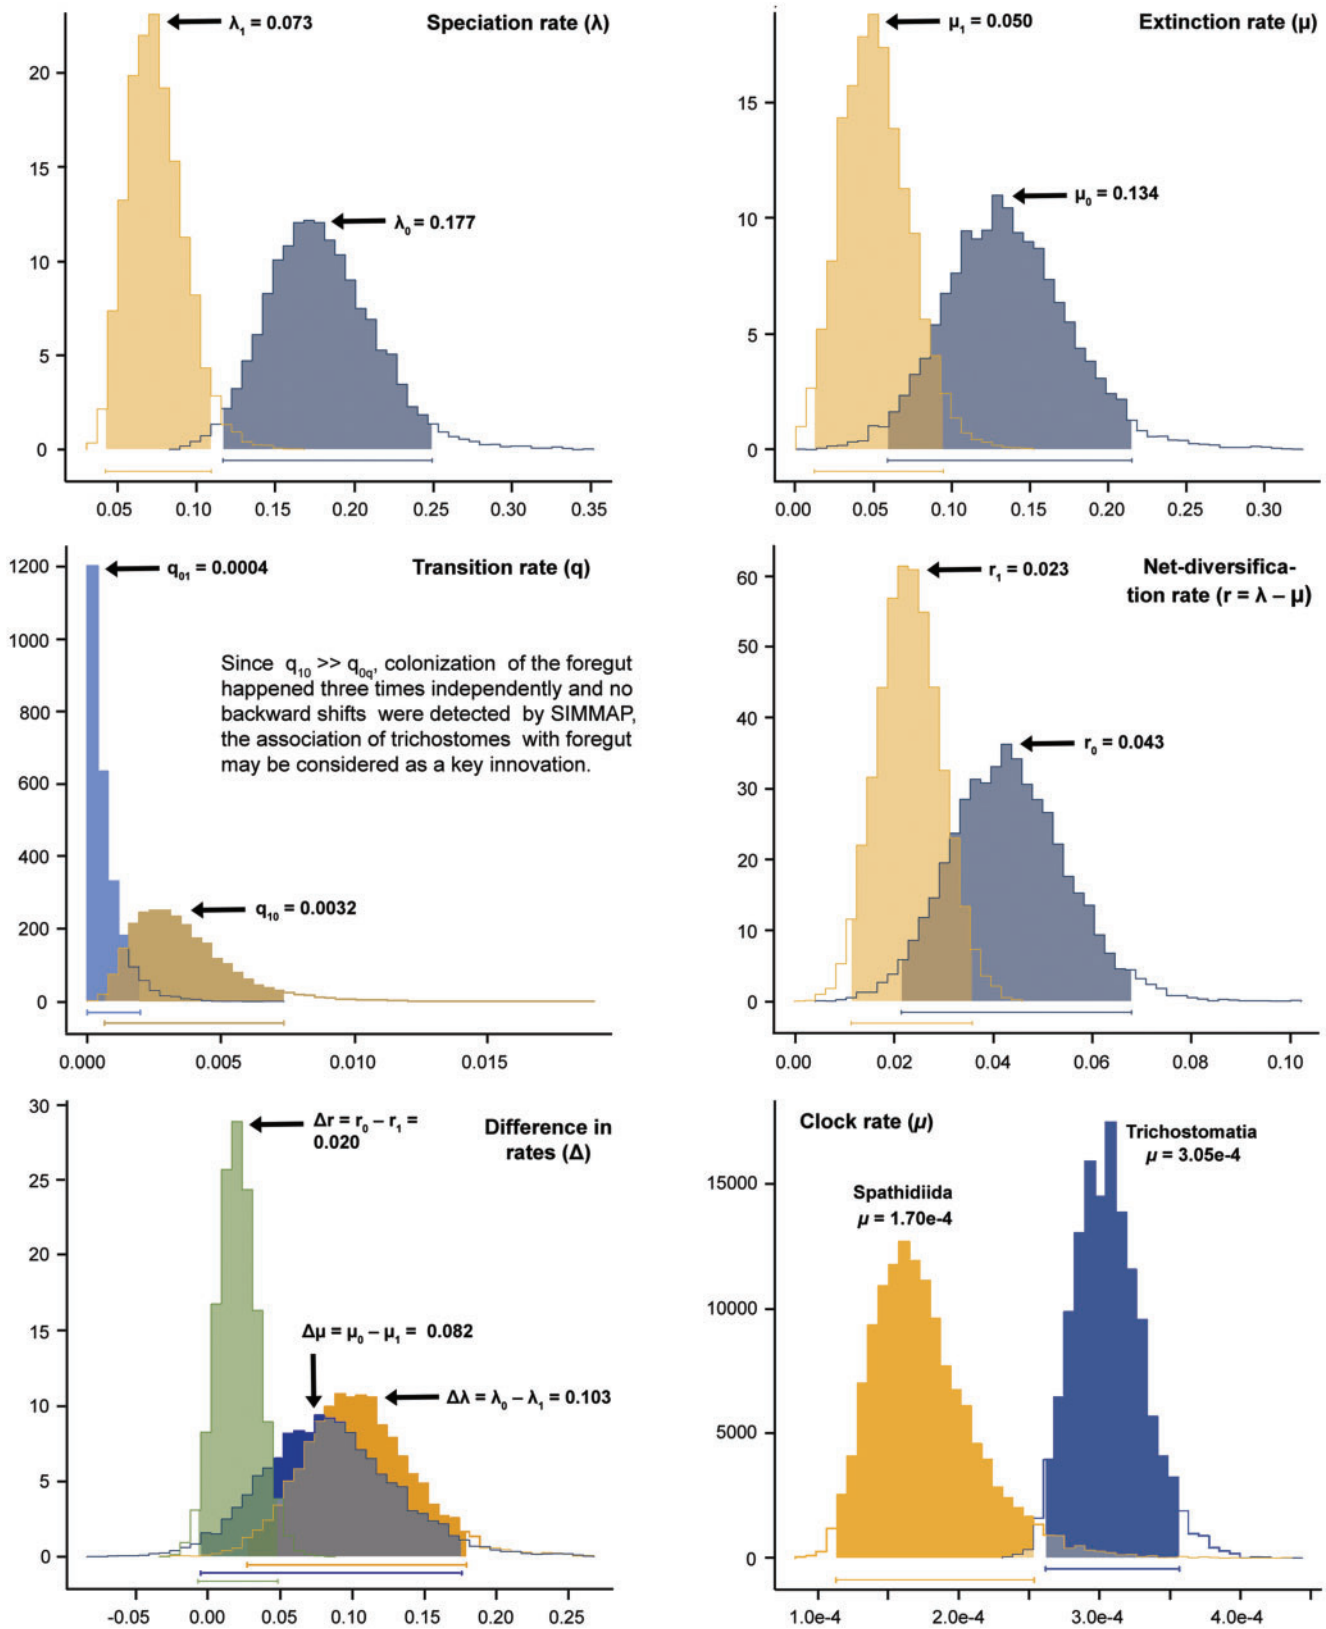 λ1 = 0.073
Speciation rate (λ)
λ0 = 0.177
20
15
10
5
0
0.05 0.10 0.15 0.20 0.25 0.30 0.35
μ1 = 0.050
Extinction rate (μ)
μ0 = 0.134
15
10
5
0
0.00 0.05 0.10 0.15 0.20 0.25 0.30
q01 = 0.0004
Transition rate (q)
Since q10 >> q0q, colonization of the foregut
happened three times independently and no
backward shifts were detected by SIMMAP,
the association of trichostomes with foregut
may be considered as a key innovation.
q10 = 0.0032
1200
1000
800
600
400
200
0
0.000 0.005 0.010 0.015
r1 = 0.023
Net-diversifica-
tion rate (r = λ – μ)
r0 = 0.043
60
50
40
30
20
10
0
0.00 0.02 0.04 0.06 0.08 0.10
Δr = r0 – r1 =
0.020
Difference in
rates (Δ)
Δμ = μ0 – μ1 = 0.082
Δλ = λ0 – λ1 = 0.103
30
25
20
15
10
5
0
-0.05 0.00 0.05 0.10 0.15 0.20 0.25
Clock rate (μ)
Trichostomatia
μ = 3.05e-4
Spathidiida
μ = 1.70e-4
15000
10000
5000
0
1.0e-4 2.0e-4 3.0e-4 4.0e-4